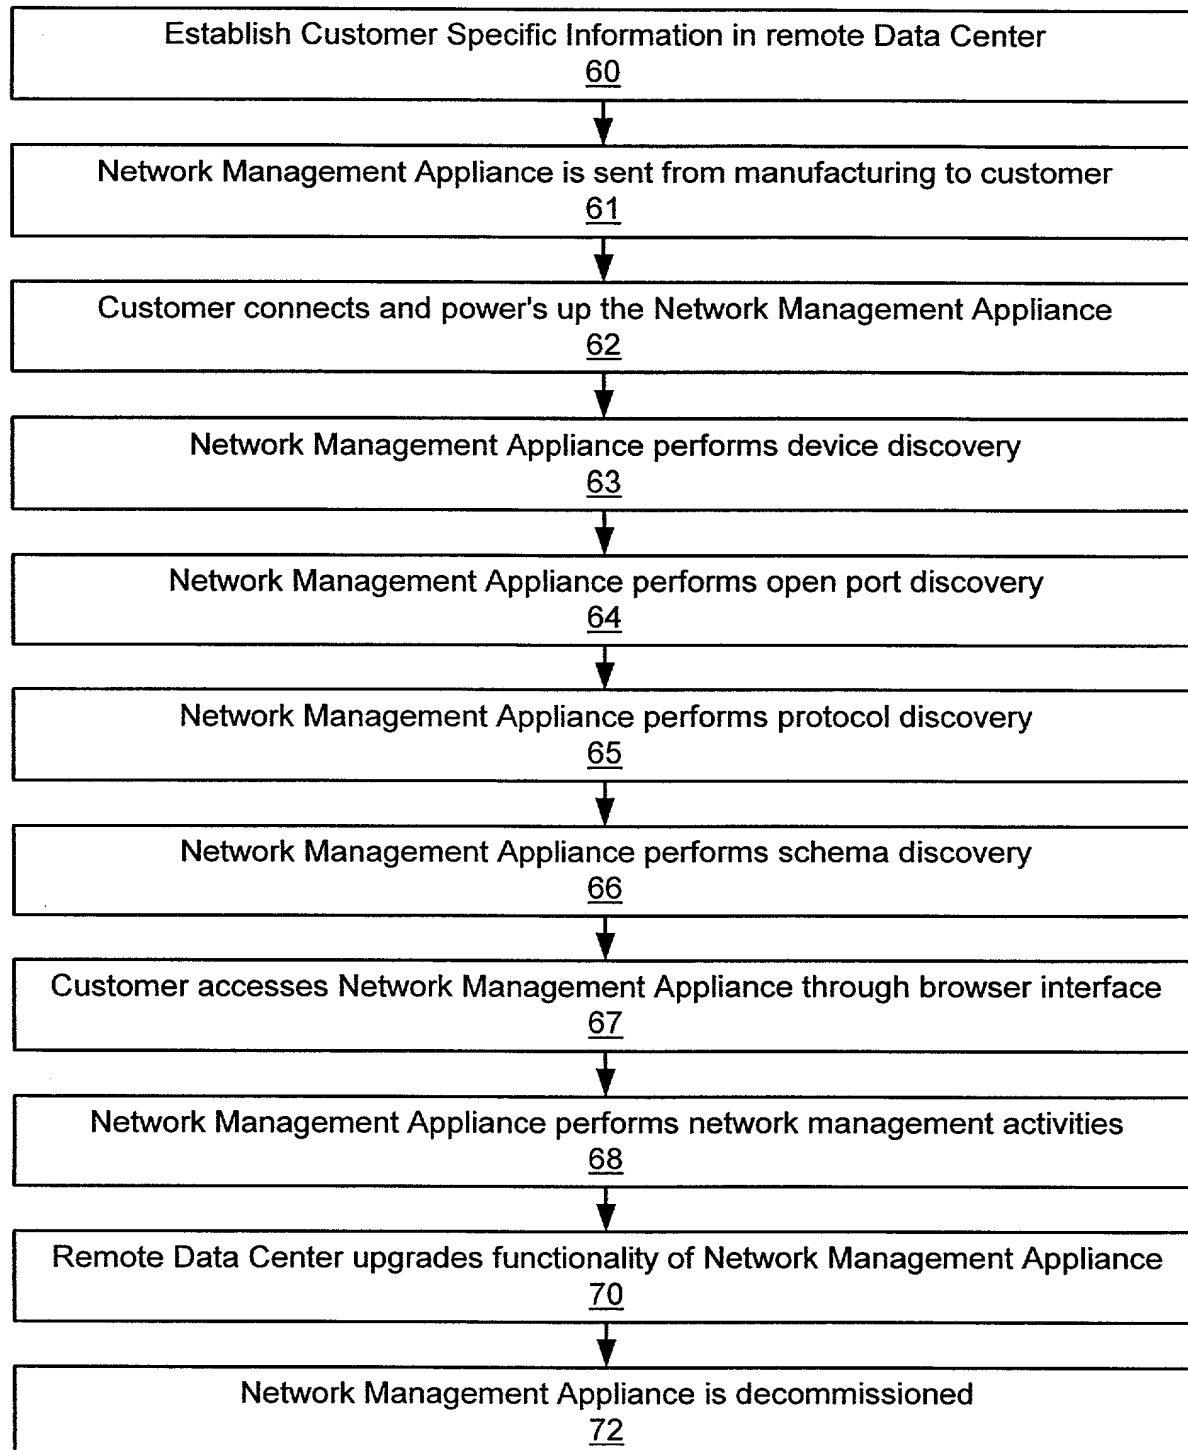 Establish Customer Specific Information in remote Data Center
60
Network Management Appliance is sent from manufacturing to customer
61
Customer connects and power's up the Network Management Appliance
62
Network Management Appliance performs device discovery
63
Network Management Appliance performs open port discovery
64
Network Management Appliance performs protocol discovery
65
Network Management Appliance performs schema discovery
66
Customer accesses Network Management Appliance through browser interface
67
Network Management Appliance performs network management activities
68
Remote Data Center upgrades functionality of Network Management Appliance
70
Network Management Appliance is decommissioned
72